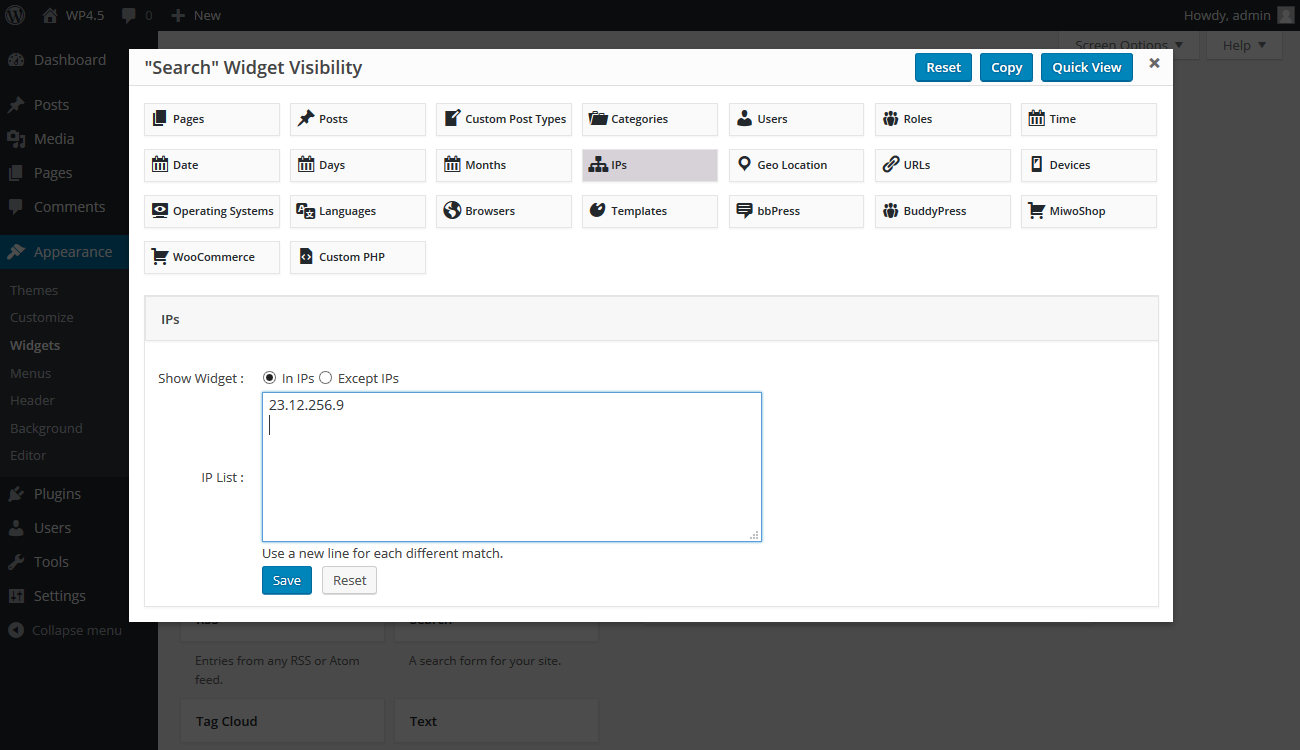 WP4.5 0 New Howdy, admin
Screen Options Help
Dashboard
Posts
Media
Pages
Comments
Appearance
Themes
Customize
Widgets
Menus
Header
Background
Editor
Plugins
Users
Tools
Settings
Collapse menu
"Search" Widget Visibility Reset Copy Quick View ×
Pages Posts Custom Post Types Categories Users Roles Time
Date Days Months IPs Geo Location URLs Devices
Operating Systems Languages Browsers Templates bbPress BuddyPress MiwoShop
WooCommerce Custom PHP
IPs
Show Widget : In IPs Except IPs
23.12.256.9
IP List :
Use a new line for each different match.
Save Reset
RSS Search
Entries from any RSS or Atom
feed.
A search form for your site.
Tag Cloud Text